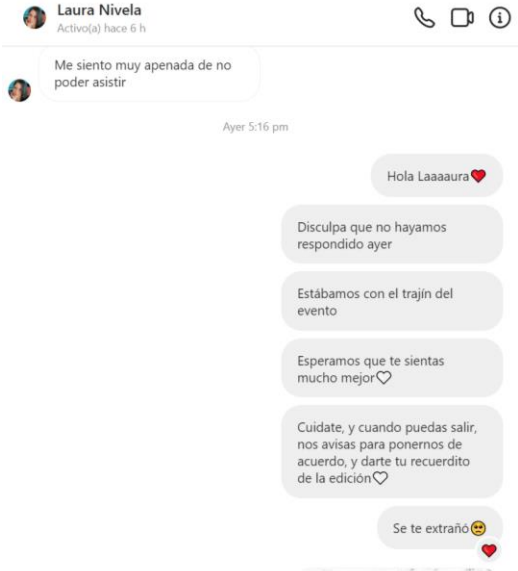 Laura Nivela
Activo(a) hace 6 h
Me siento muy apenada de no
poder asistir
Ayer 5:16 pm
Hola Laaaaura❤️
Disculpa que no hayamos
respondido ayer
Estábamos con el trajín del
evento
Esperamos que te sientas
mucho mejor♡
Cuidate, y cuando puedas salir,
nos avisas para ponernos de
acuerdo, y darte tu recuerdito
de la edición♡
Se te extrañó🥺
❤️